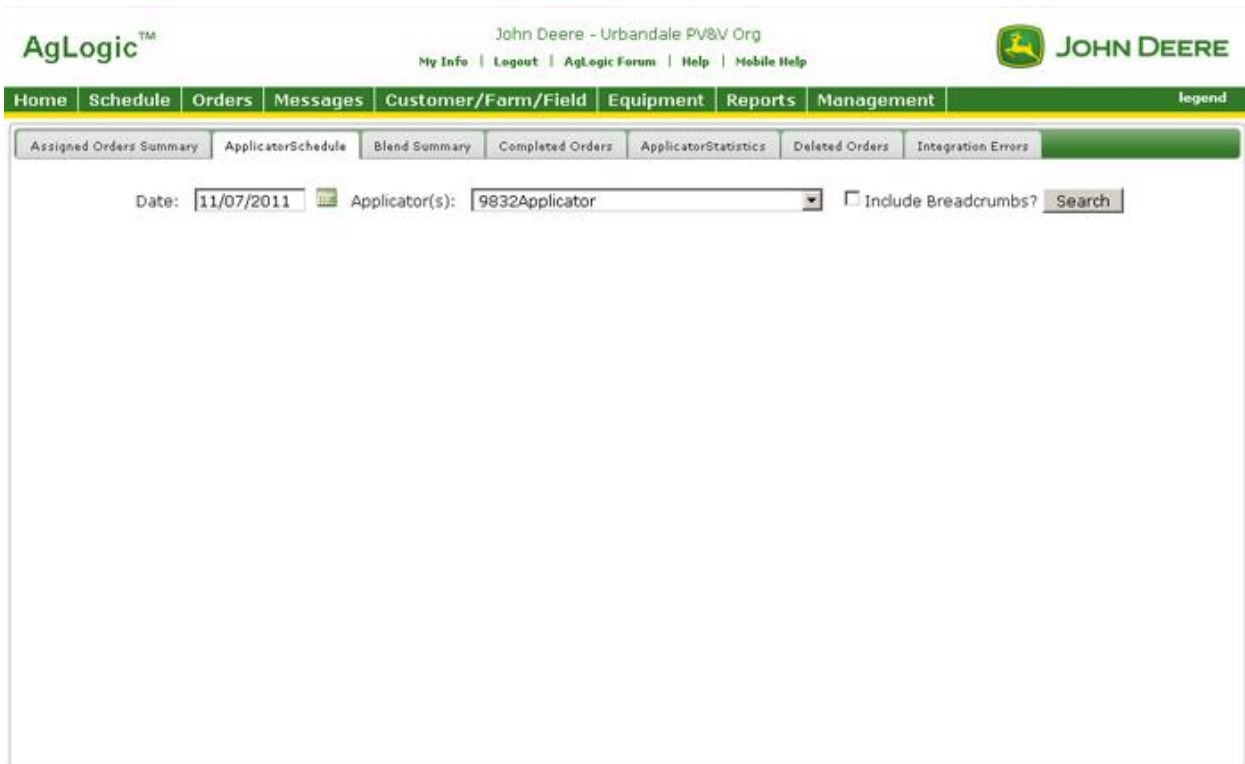 AgLogic™
John Deere - Urbandale PV&V Org
My Info | Logout | AgLogic Forum | Help | Mobile Help
JOHN DEERE
Home Schedule Orders Messages Customer/Farm/Field Equipment Reports Management legend
Assigned Orders Summary ApplicatorSchedule Blend Summary Completed Orders ApplicatorStatistics Deleted Orders Integration Errors
Date: 11/07/2011 Applicator(s): 9832Applicator Include Breadcrumbs? Search